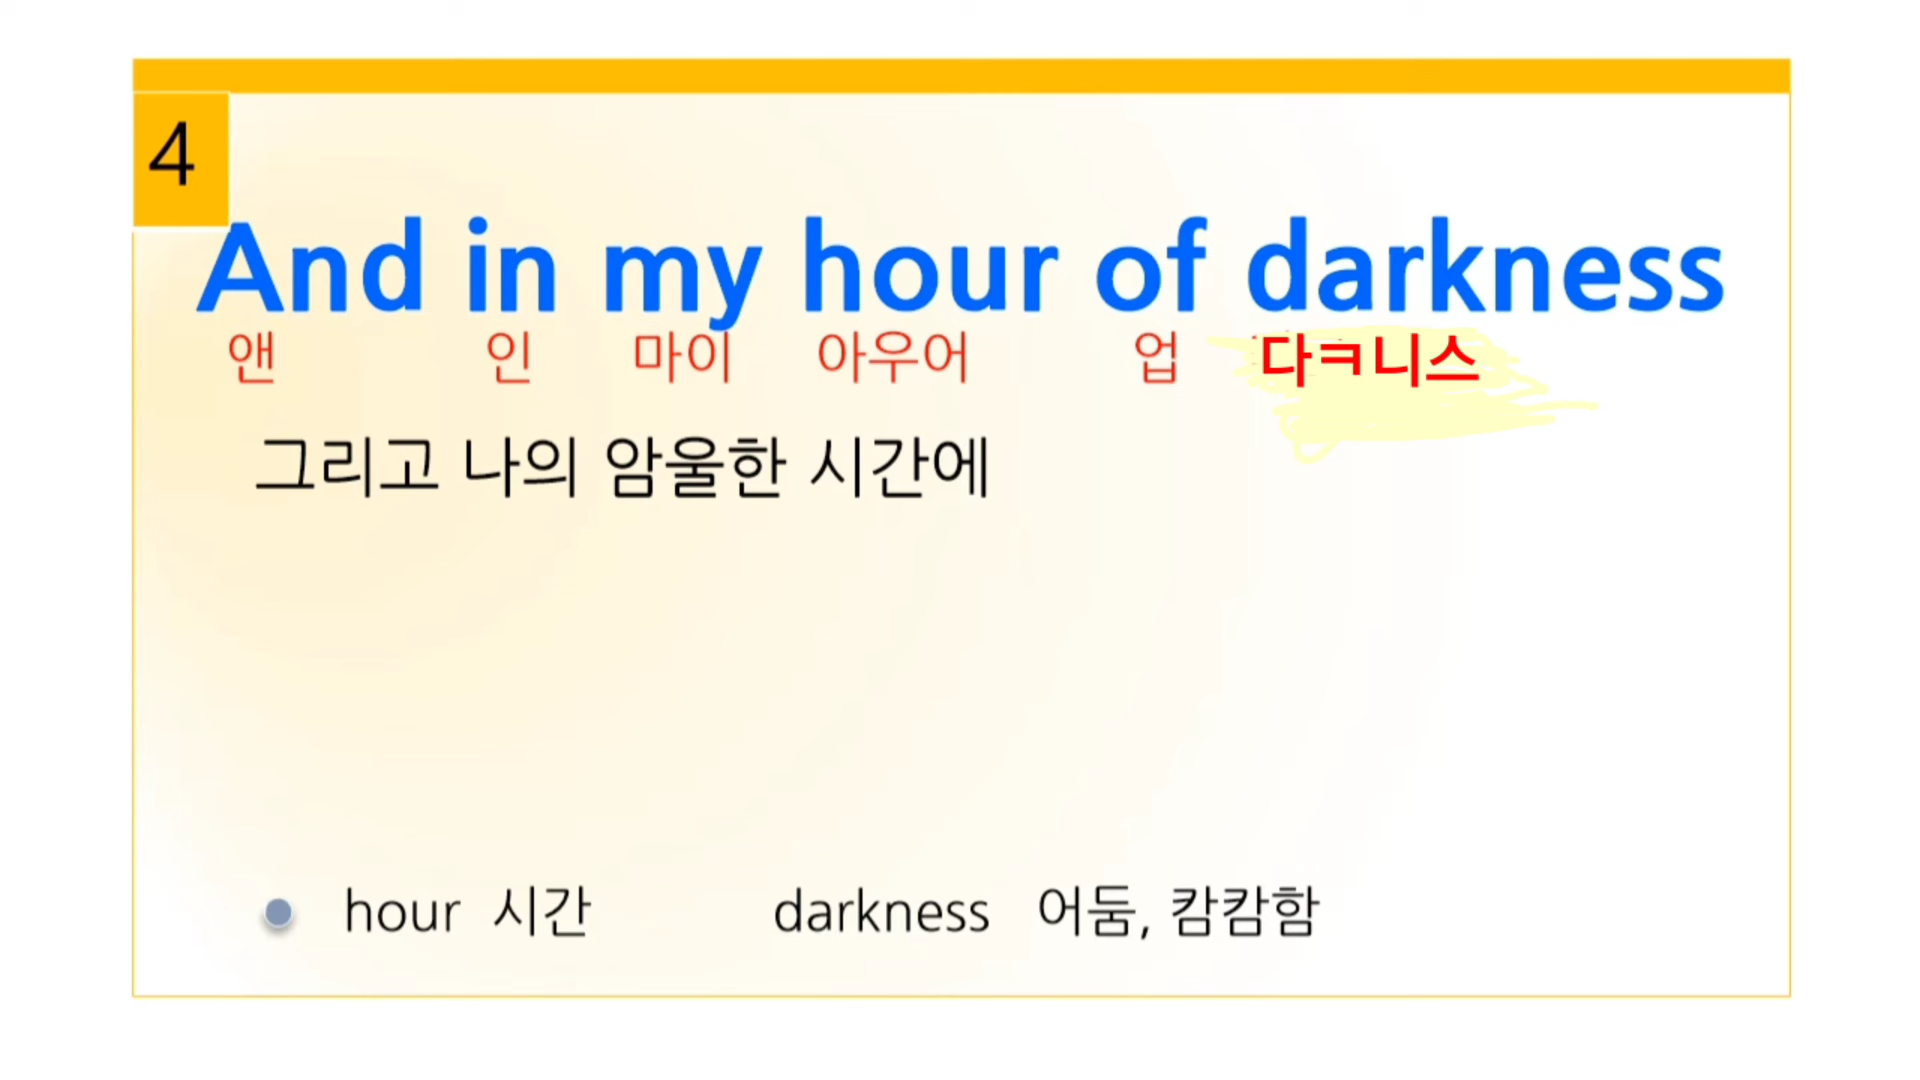 4
And in my hour of darkness
앤 인 마이 아우어 업 다ㅋ니스
그리고 나의 암울한 시간에
hour 시간 darkness 어둠, 캄캄함